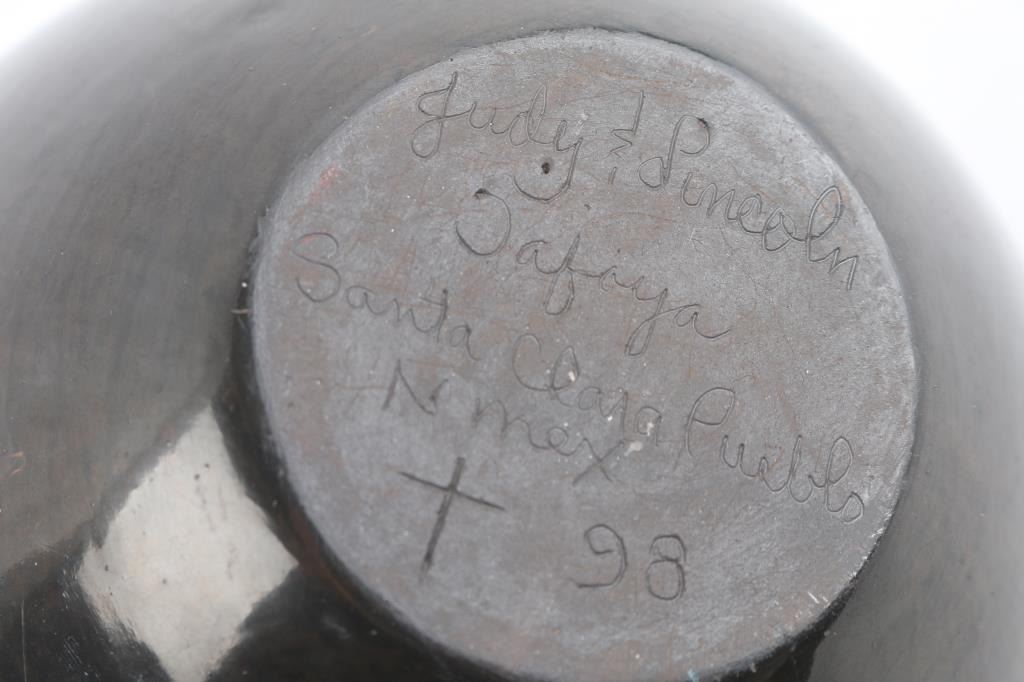 Judy & Lincoln
Tafoya
Santa Clara Pueblo
N mex
98